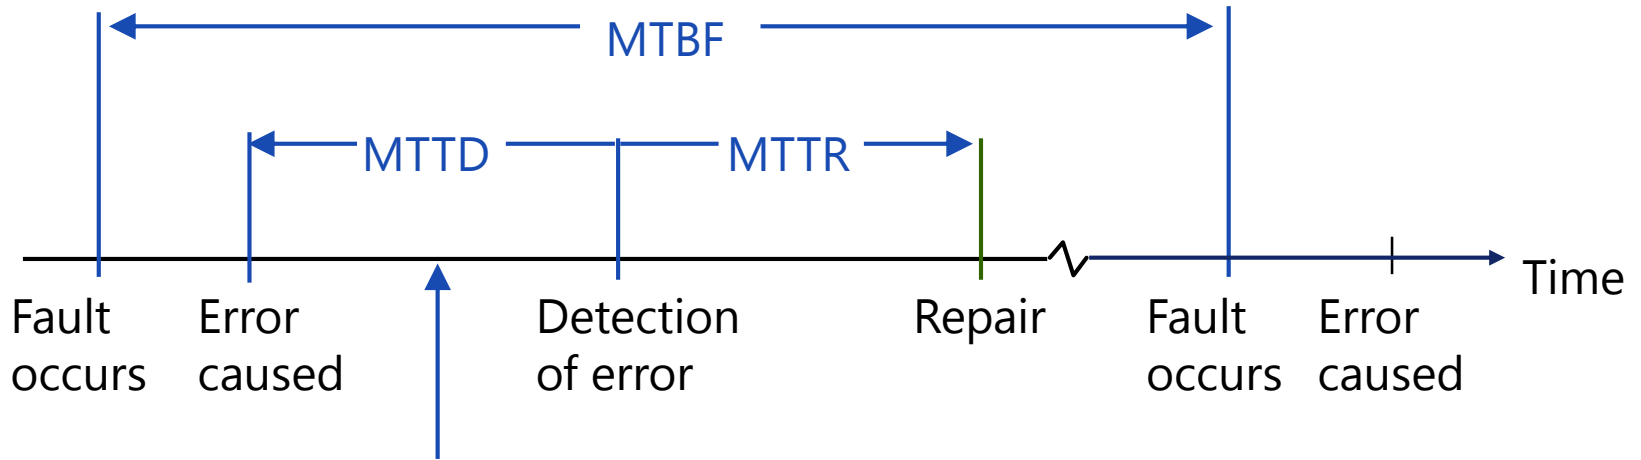 MTBF
MTTD
MTTR
Time
Fault
occurs
Error
caused
Detection
of error
Repair
Fault
occurs
Error
caused